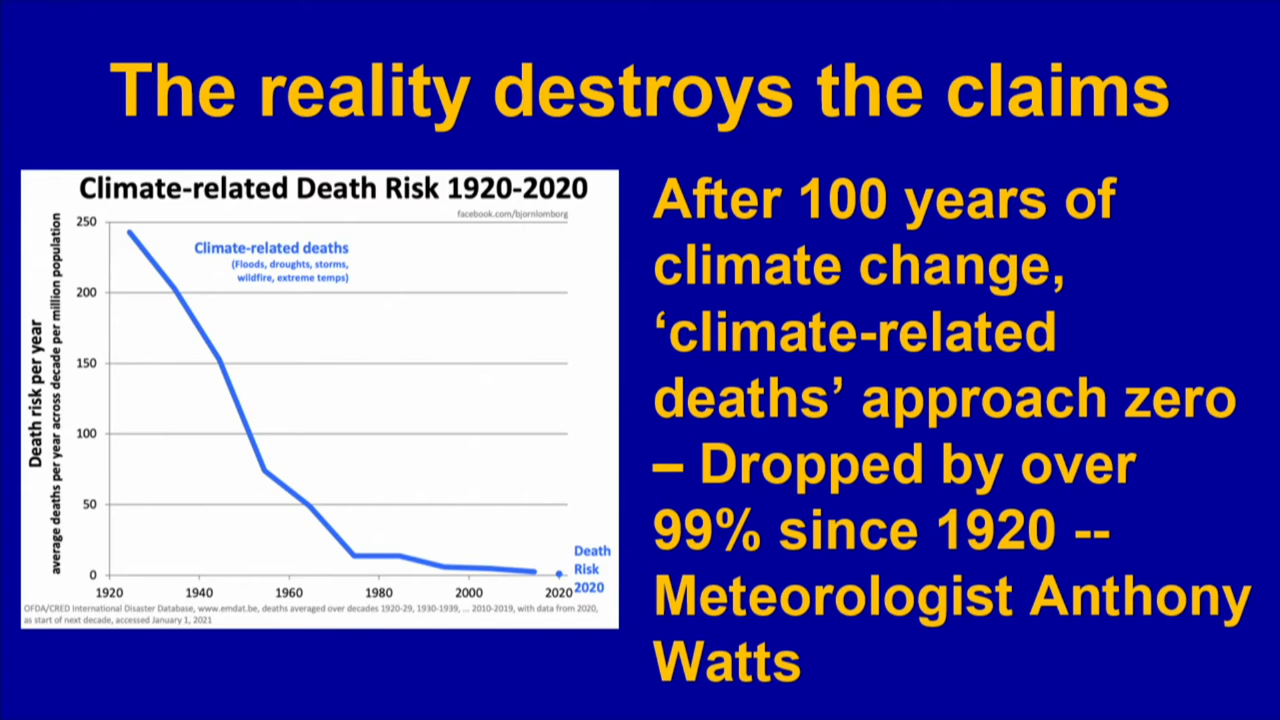 The reality destroys the claims
Climate-related Death Risk 1920-2020
facebook.com/bjornlomborg
Death risk per year
average deaths per year across decade per million population
250
200
150
100
50
0
Climate-related deaths
(Floods, droughts, storms,
wildfire, extreme temps)
Death
Risk
2020
1920
1940
1960
1980
2000
2020
OFDA/CRED International Disaster Database, www.emdat.be, deaths averaged over decades 1920-29, 1930-1939, ... 2010-2019, with data from 2020,
as start of next decade, accessed January 1, 2021
After 100 years of
climate change,
‘climate-related
deaths’ approach zero
– Dropped by over
99% since 1920 --
Meteorologist Anthony
Watts